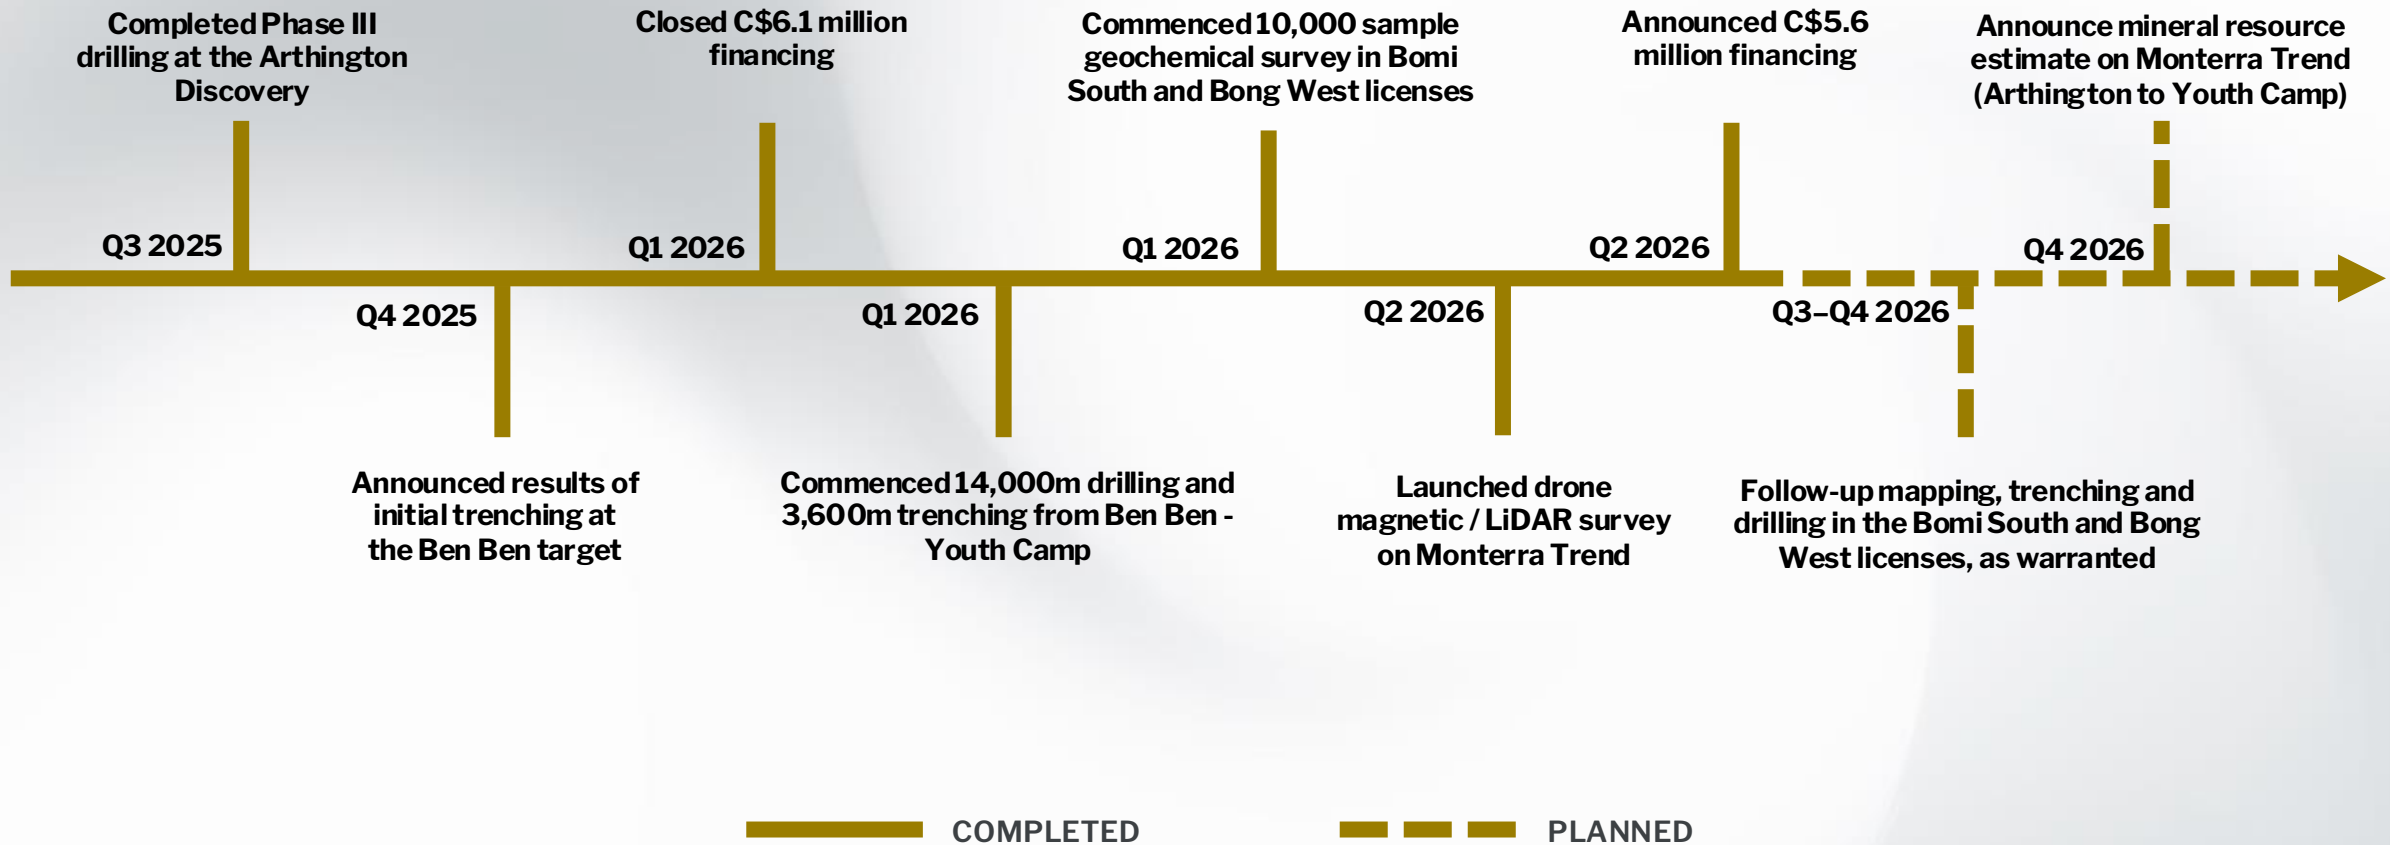 Completed Phase III
drilling at the Arthington
Discovery
Q3 2025
Q4 2025
Announced results of
initial trenching at
the Ben Ben target
Closed C$6.1 million
financing
Q1 2026
Q1 2026
Commenced 14,000m drilling and
3,600m trenching from Ben Ben -
Youth Camp
Commenced 10,000 sample
geochemical survey in Bomi
South and Bong West licenses
Q1 2026
Q2 2026
Launched drone
magnetic / LiDAR survey
on Monterra Trend
Announced C$5.6
million financing
Q2 2026
Q3–Q4 2026
Follow-up mapping, trenching and
drilling in the Bomi South and Bong
West licenses, as warranted
Announce mineral resource
estimate on Monterra Trend
(Arthington to Youth Camp)
Q4 2026
COMPLETED
PLANNED